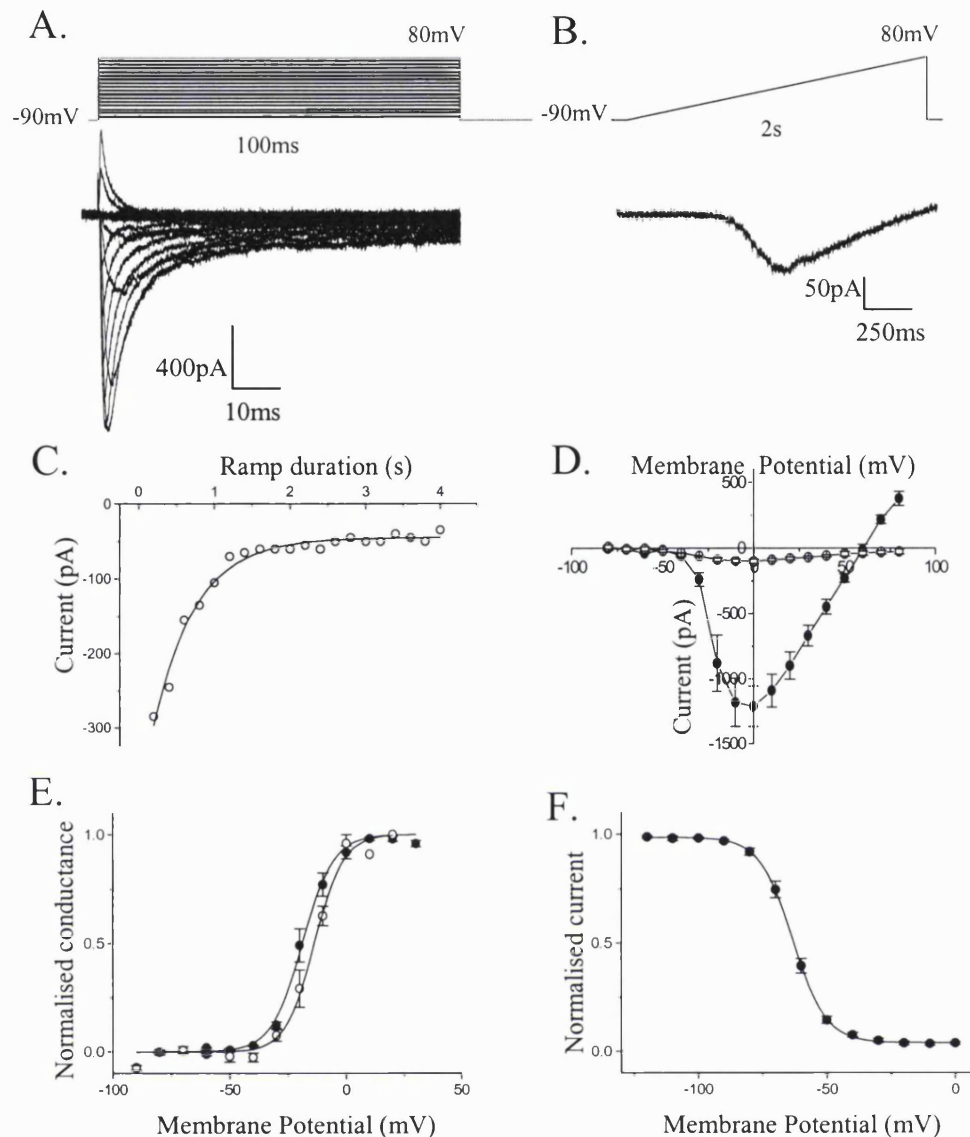 A.
80mV
-90mV
100ms
400pA
10ms
B.
80mV
-90mV
2s
50pA
250ms
C.
Ramp duration (s)
0 1 2 3 4
0
-100
-200
-300
Current (pA)
D.
Membrane Potential (mV)
500
-100 -50 50 100
-500
-1000
-1500
Current (pA)
E.
1.0
0.5
0.0
Normalised conductance
-100 -50 0 50
Membrane Potential (mV)
F.
1.0
0.5
0.0
Normalised current
-100 -50 0
Membrane Potential (mV)